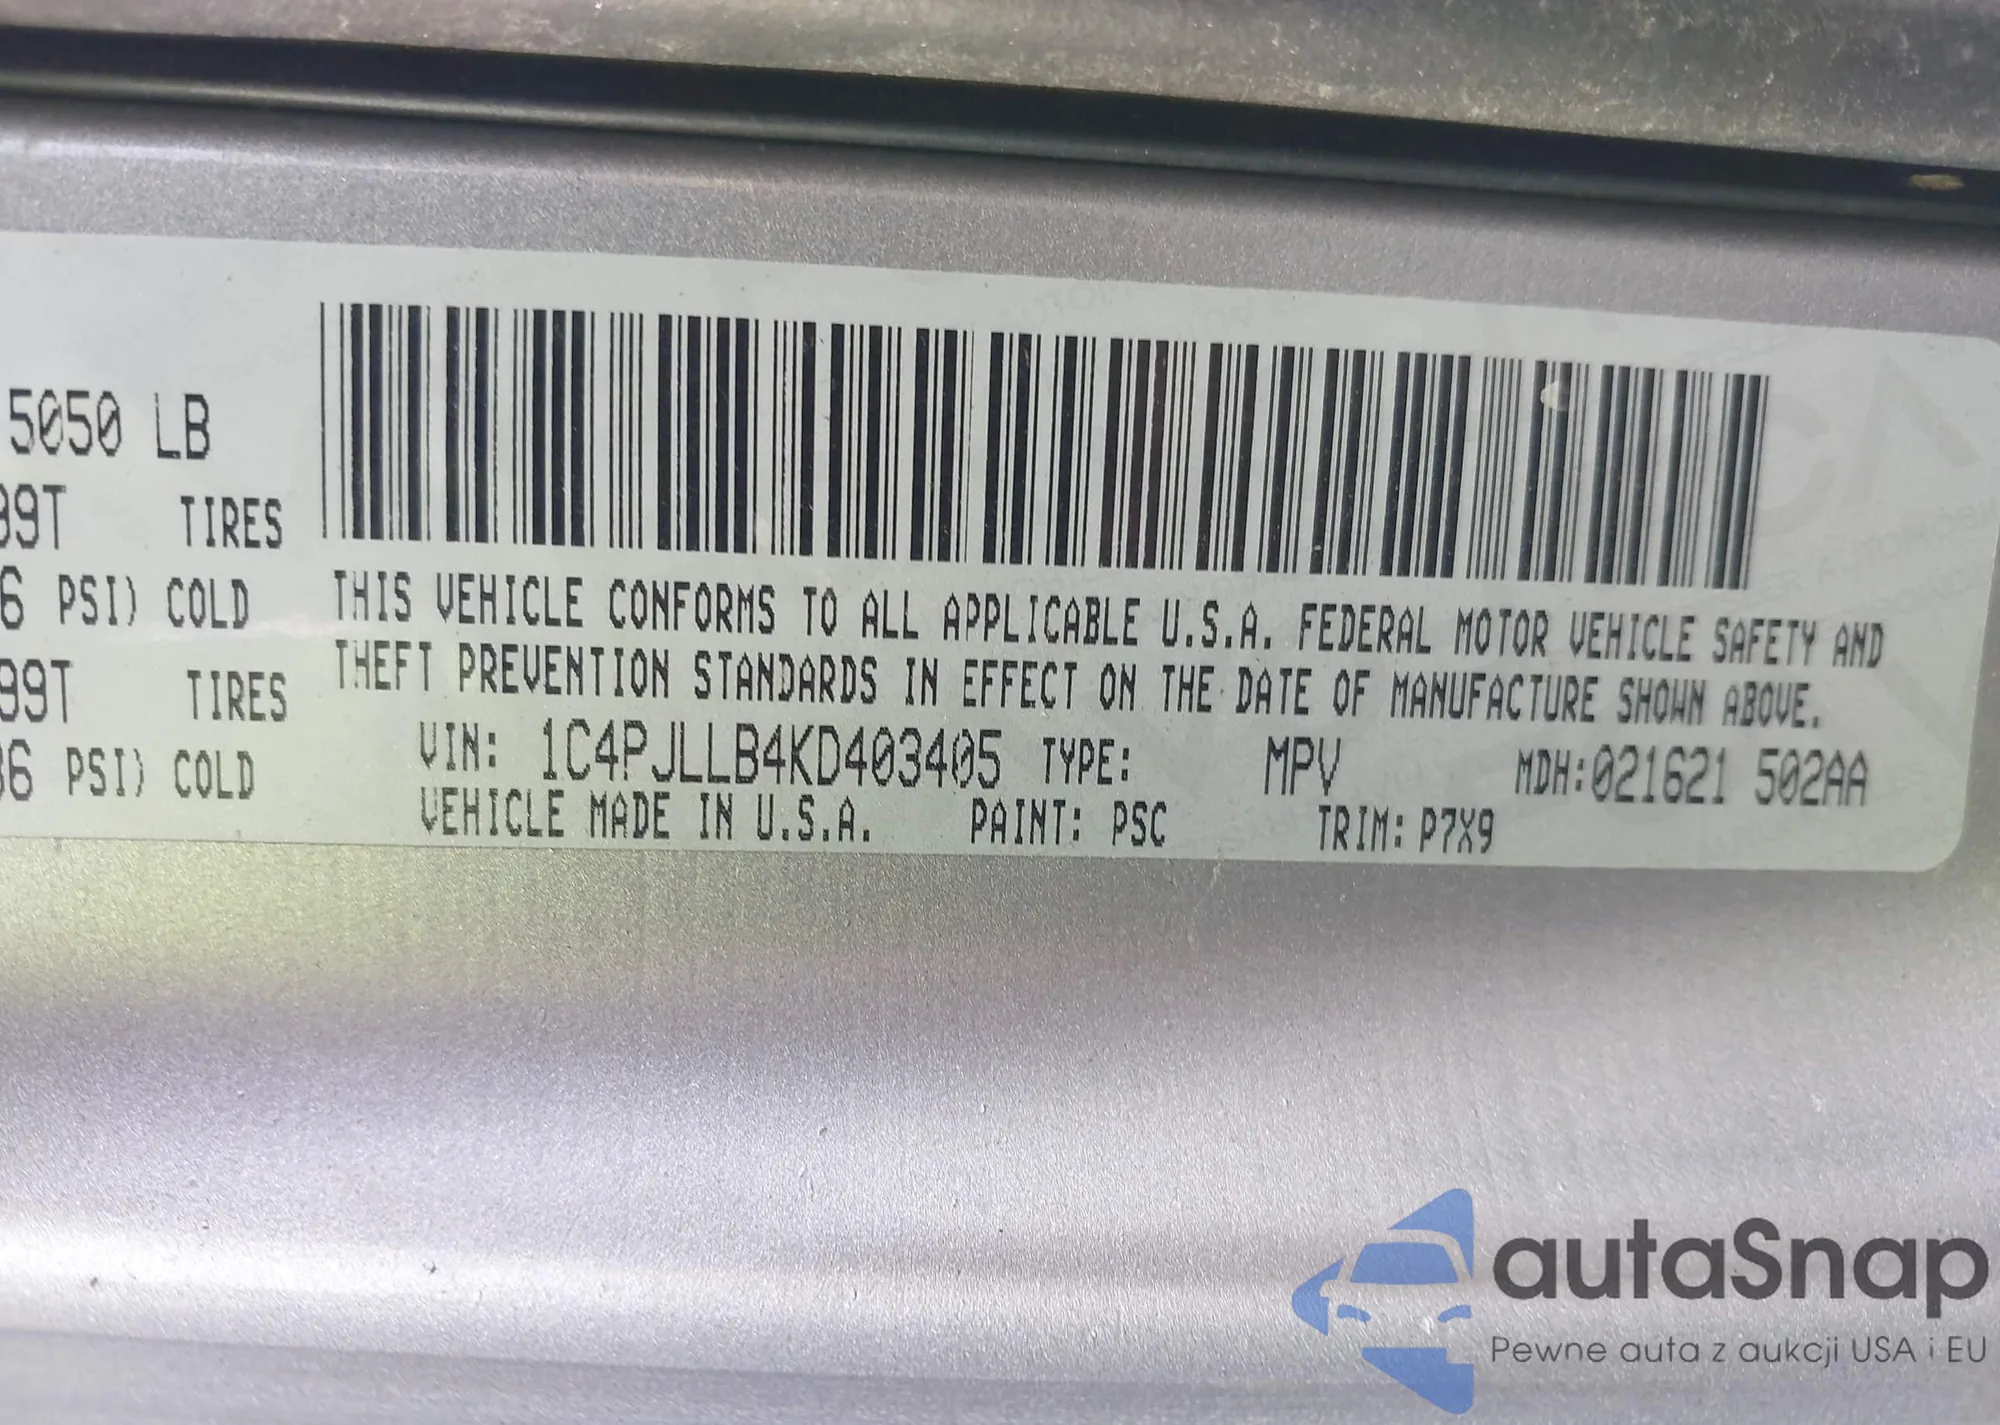 5050 LB
99T TIRES
6 PSI) COLD
99T TIRES
36 PSI) COLD
THIS VEHICLE CONFORMS TO ALL APPLICABLE U.S.A. FEDERAL MOTOR VEHICLE SAFETY AND
THEFT PREVENTION STANDARDS IN EFFECT ON THE DATE OF MANUFACTURE SHOWN ABOVE.
VIN: 1C4PJLLB4KD403405 TYPE: MPV MDH:021621 502AA
VEHICLE MADE IN U.S.A. PAINT: PSC TRIM: P7X9
autaSnap
Pewne auta z aukcji USA i EU